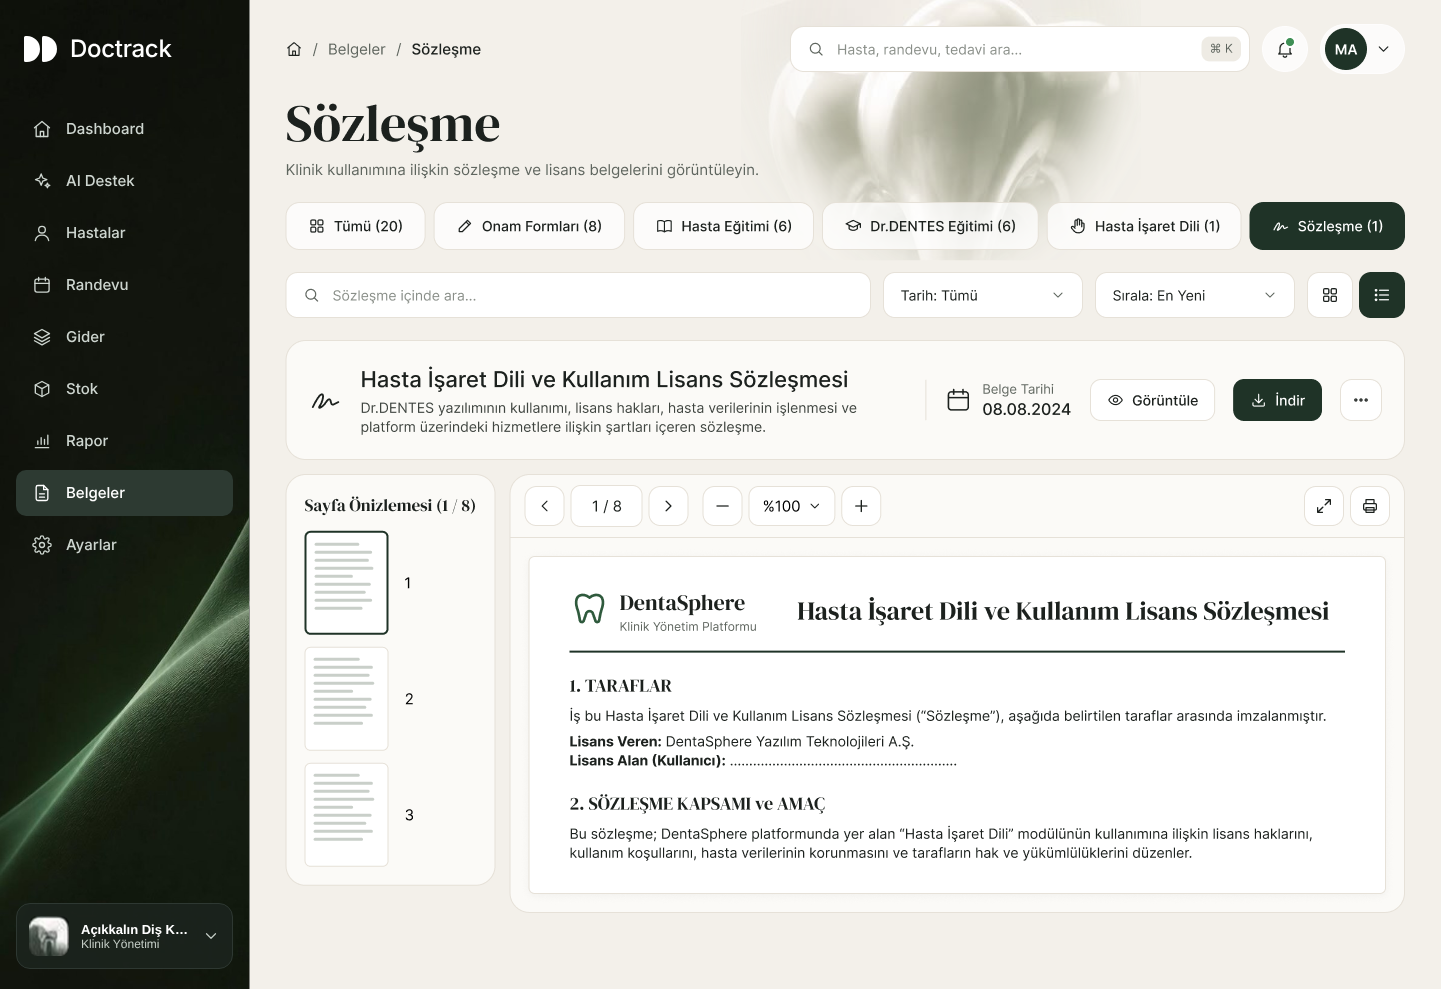 Doctrack
Dashboard
AI Destek
Hastalar
Randevu
Gider
Stok
Rapor
Belgeler
Ayarlar
Açıkkalın Diş K...
Klinik Yönetimi
/ Belgeler / Sözleşme
Hasta, randevu, tedavi ara...
⌘ K
MA
Sözleşme
Klinik kullanımına ilişkin sözleşme ve lisans belgelerini görüntüleyin.
Tümü (20)
Onam Formları (8)
Hasta Eğitimi (6)
Dr.DENTES Eğitimi (6)
Hasta İşaret Dili (1)
Sözleşme (1)
Sözleşme içinde ara...
Tarih: Tümü
Sırala: En Yeni
Hasta İşaret Dili ve Kullanım Lisans Sözleşmesi
Dr.DENTES yazılımının kullanımı, lisans hakları, hasta verilerinin işlenmesi ve
platform üzerindeki hizmetlere ilişkin şartları içeren sözleşme.
Belge Tarihi
08.08.2024
Görüntüle
İndir
Sayfa Önizlemesi (1 / 8)
1
2
3
1 / 8
%100
DentaSphere
Klinik Yönetim Platformu
Hasta İşaret Dili ve Kullanım Lisans Sözleşmesi
1. TARAFLAR
İş bu Hasta İşaret Dili ve Kullanım Lisans Sözleşmesi (“Sözleşme”), aşağıda belirtilen taraflar arasında imzalanmıştır.
Lisans Veren: DentaSphere Yazılım Teknolojileri A.Ş.
Lisans Alan (Kullanıcı): ...........................................................
2. SÖZLEŞME KAPSAMI ve AMAÇ
Bu sözleşme; DentaSphere platformunda yer alan “Hasta İşaret Dili” modülünün kullanımına ilişkin lisans haklarını,
kullanım koşullarını, hasta verilerinin korunmasını ve tarafların hak ve yükümlülüklerini düzenler.